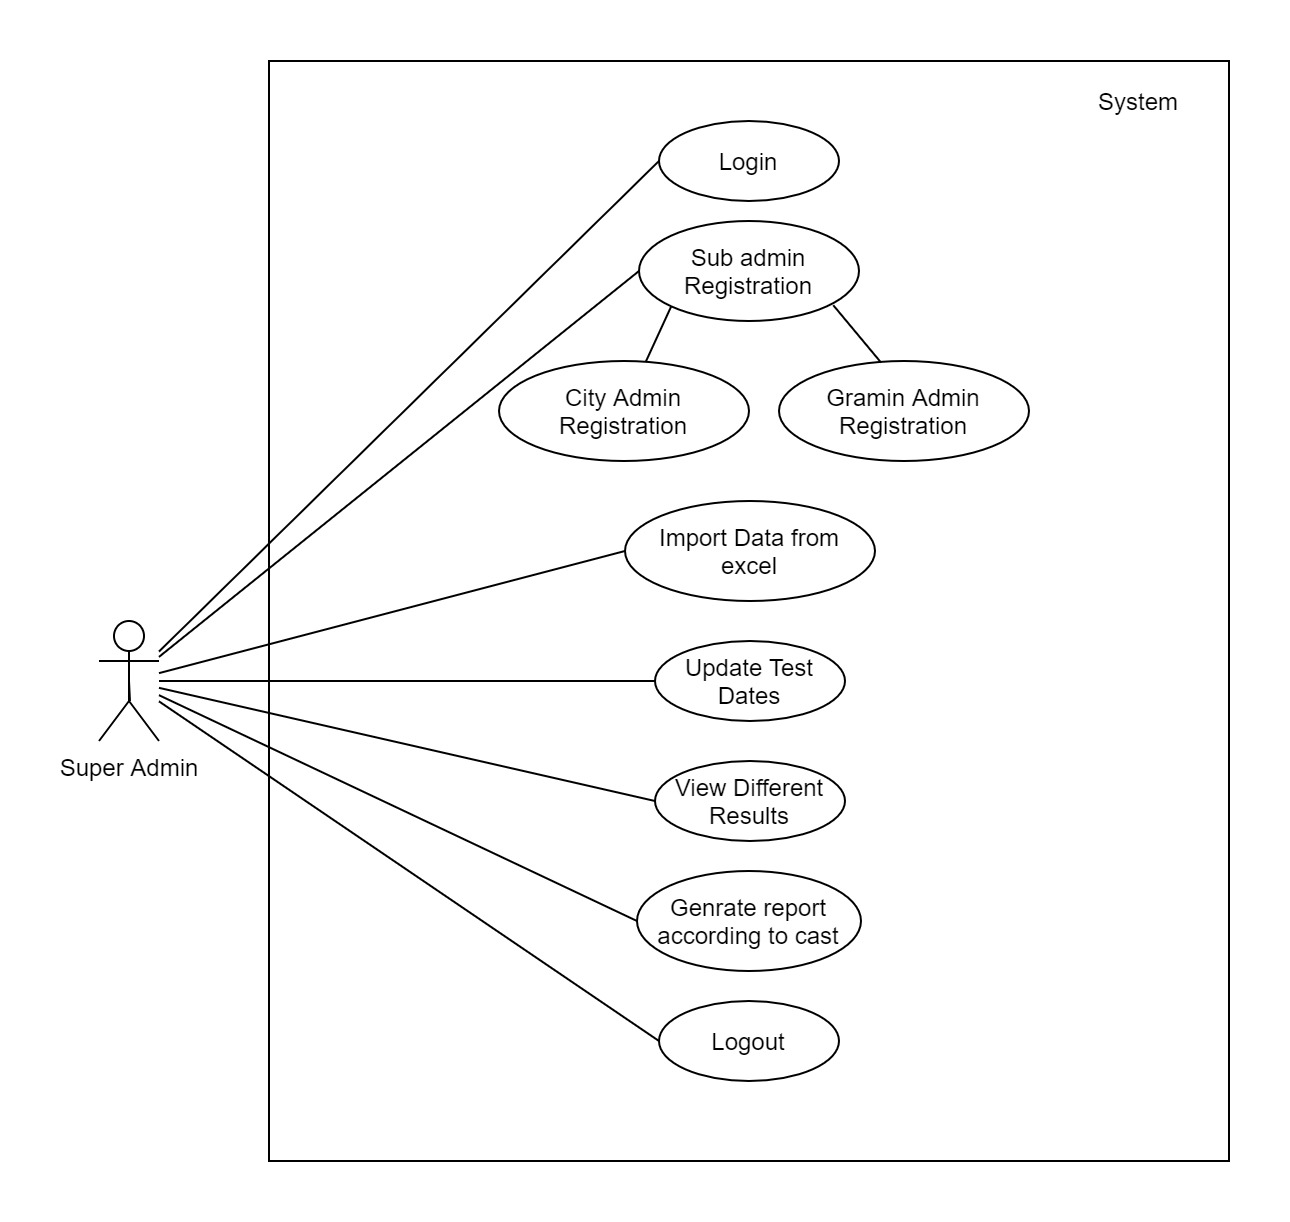 System
Login
Sub admin
Registration
City Admin
Registration
Gramin Admin
Registration
Import Data from
excel
Update Test
Dates
Super Admin
View Different
Results
Genrate report
according to cast
Logout